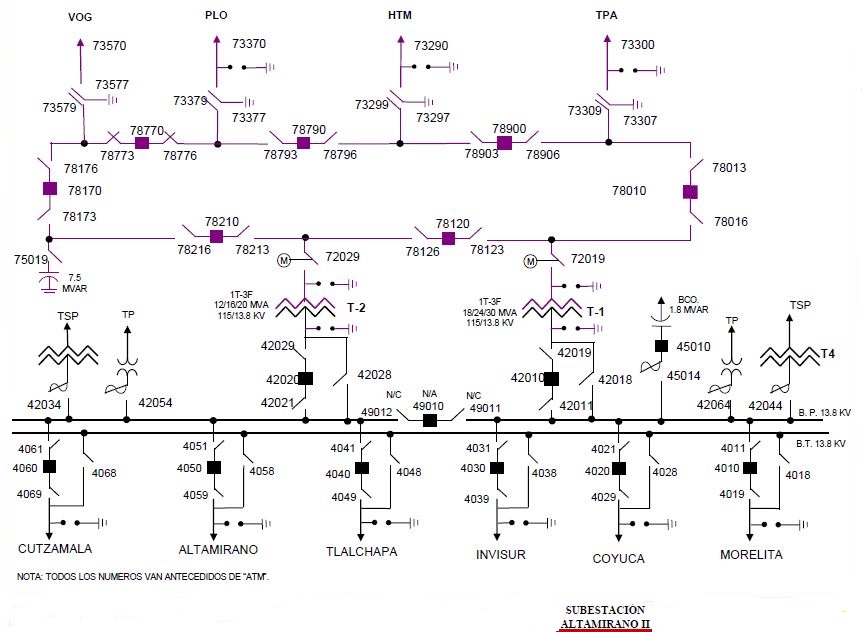 VOG PLO HTM TPA
73570 73370 73290 73300
73577
73579 73379 73377 73299 73297 73309 73307
78770 78790 78900
78773 78776 78793 78796 78903 78906
78176 78013
78170 78010
78173 78016
78210 78120
78216 78213 78126 78123
75019 M 72029 M 72019
7.5
MVAR
1T-3F
12/16/20 MVA
115/13.8 KV
T-2
1T-3F
18/24/30 MVA
115/13.8 KV
T-1
BCO.
1.8 MVAR
TSP TP TP TSP
T4
42029 42019 45010
42020 42028 42010 42018 45014
42034 42054 42021 42011 42064 42044
N/C N/A N/C
49012 49010 49011
B. P. 13.8 KV
B.T. 13.8 KV
4061 4051 4041 4031 4021 4011
4060 4068 4050 4058 4040 4048 4030 4038 4020 4028 4010 4018
4069 4059 4049 4039 4029 4019
CUTZAMALA ALTAMIRANO TLALCHAPA INVISUR COYUCA MORELITA
NOTA: TODOS LOS NUMEROS VAN ANTECEDIDOS DE "ATM".
SUBESTACIÓN
ALTAMIRANO II